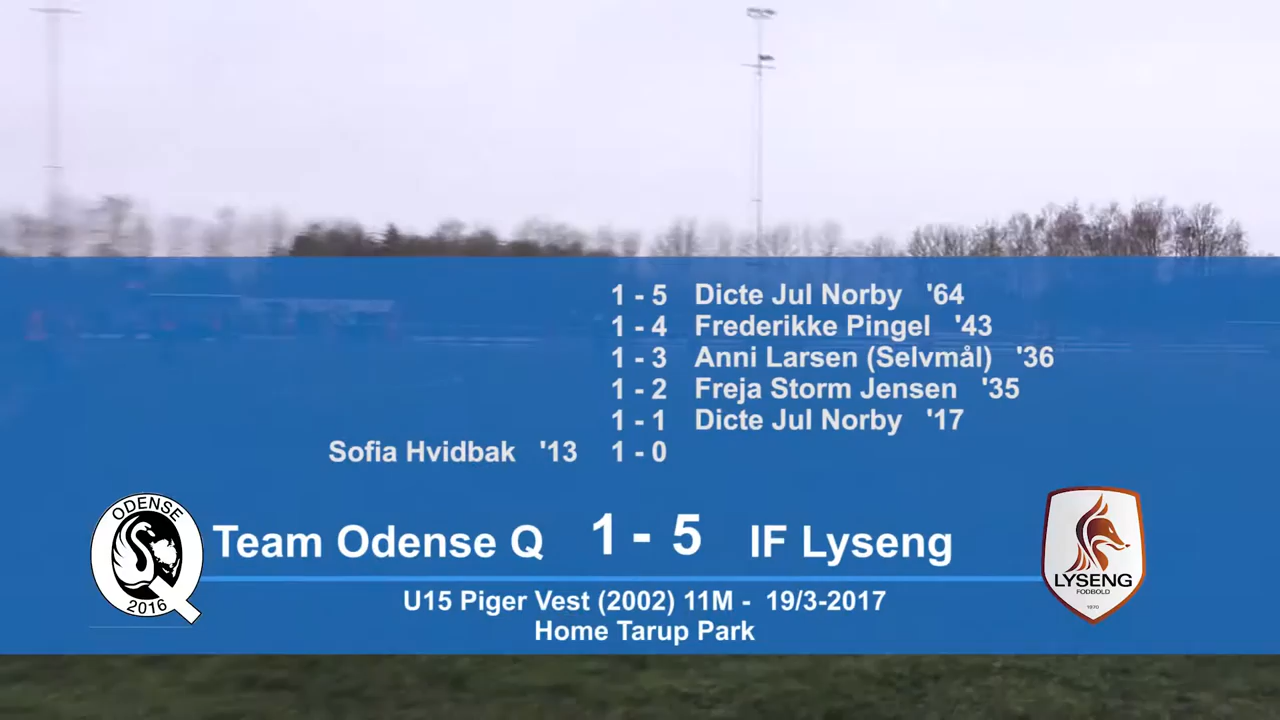 1 - 5 Dicte Jul Norby '64
1 - 4 Frederikke Pingel '43
1 - 3 Anni Larsen (Selvmål) '36
1 - 2 Freja Storm Jensen '35
1 - 1 Dicte Jul Norby '17
Sofia Hvidbak '13 1 - 0
ODENSE
2016
Team Odense Q 1 - 5 IF Lyseng
LYSENG
FODBOLD
1970
U15 Piger Vest (2002) 11M - 19/3-2017
Home Tarup Park